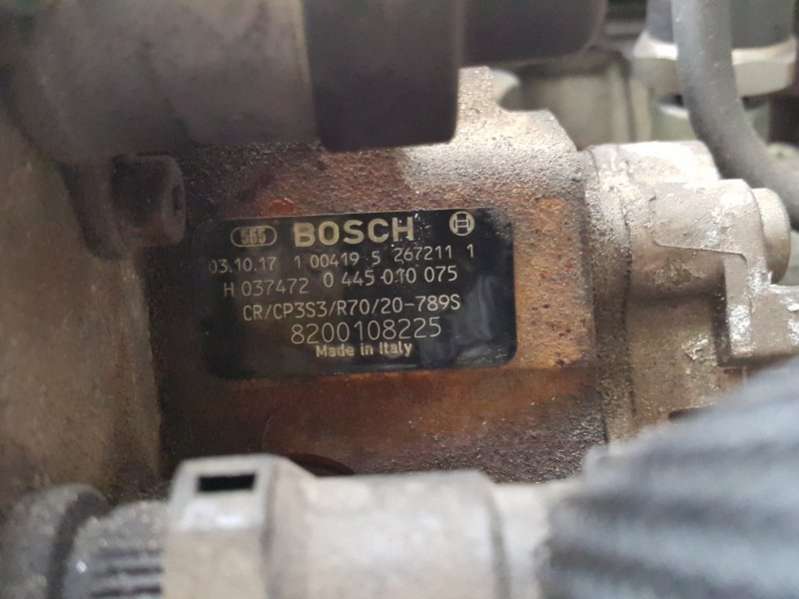 565 BOSCH
03.10.17 1 00419 5 267211 1
H 037472 0 445 010 075
CR/CP3S3/R70/20-789S
8200108225
Made in Italy